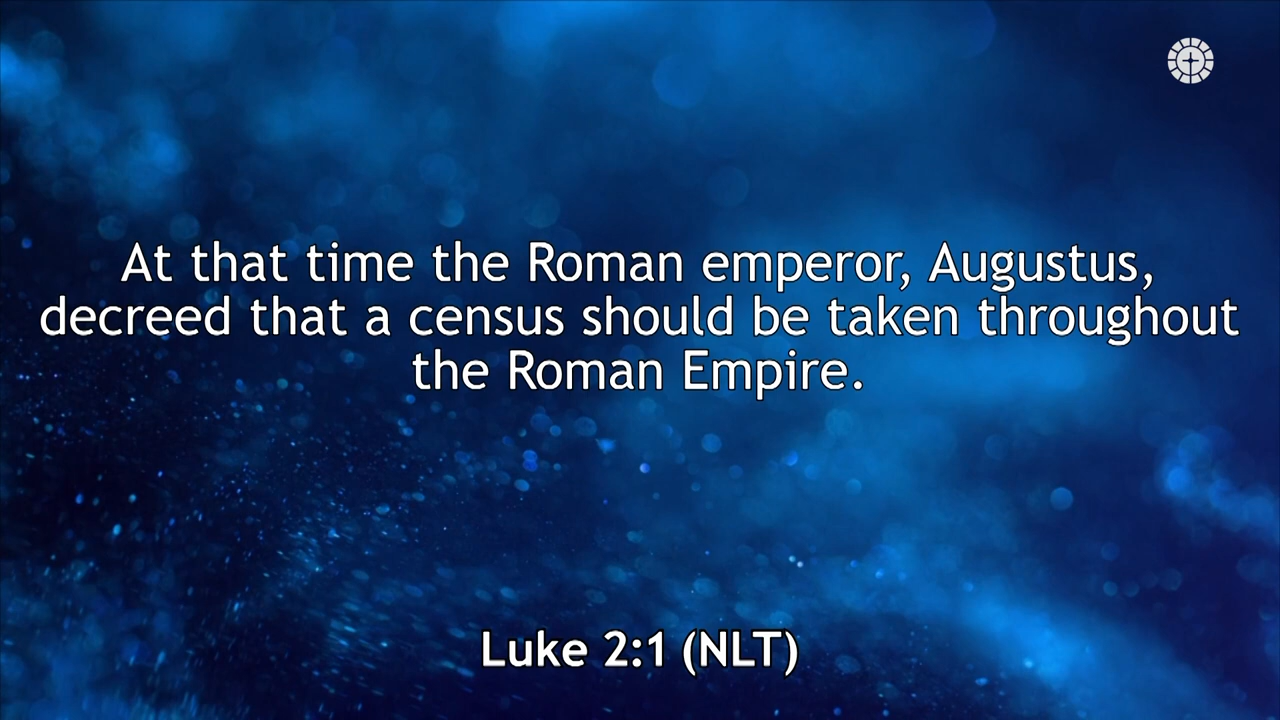 At that time the Roman emperor, Augustus,
decreed that a census should be taken throughout
the Roman Empire.
Luke 2:1 (NLT)